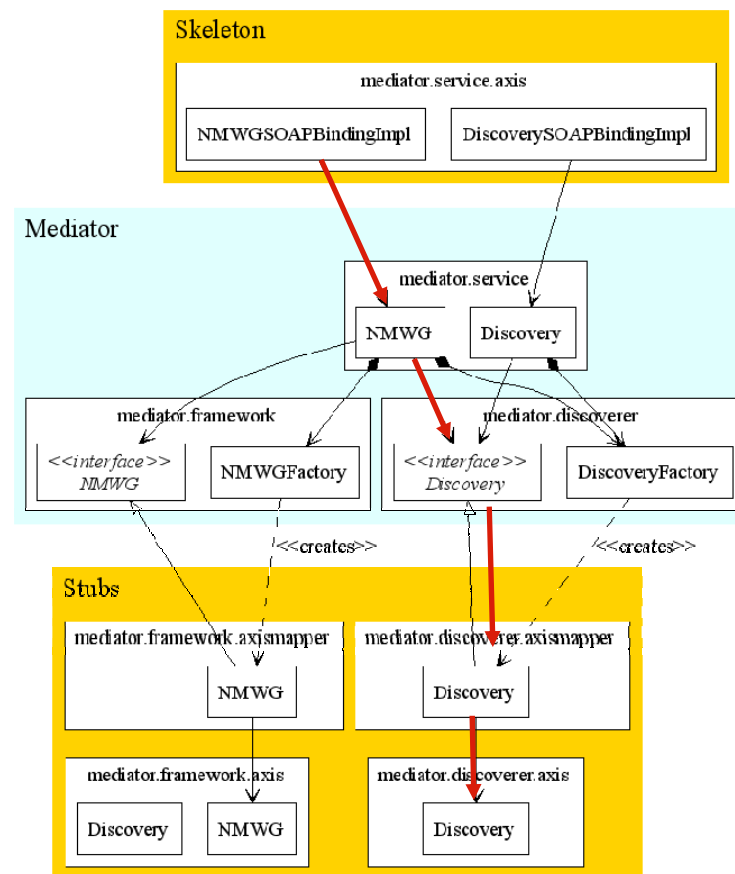 Skeleton
mediator.service.axis
NMWGSOAPBindingImpl
DiscoverySOAPBindingImpl
Mediator
mediator.service
NMWG
Discovery
mediator.framework
mediator.discoverer
<<interface>>
NMWG
NMWGFactory
<<interface>>
Discovery
DiscoveryFactory
<<creates>>
<<creates>>
Stubs
mediator.framework.axismapper
mediator.discoverer.axismapper
NMWG
Discovery
mediator.framework.axis
mediator.discoverer.axis
Discovery
NMWG
Discovery